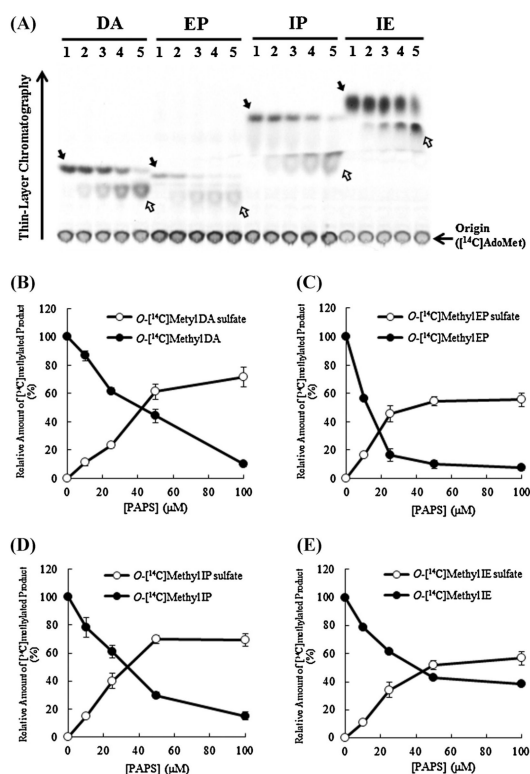 (A)
DA EP IP IE
1 2 3 4 5 1 2 3 4 5 1 2 3 4 5 1 2 3 4 5
Thin-Layer Chromatography
Origin
([¹⁴C]AdoMet)
(B)
O-[¹⁴C]Metyl DA sulfate
O-[¹⁴C]Methyl DA
Relative Amount of [¹⁴C]methylated Product
(%)
120
100
80
60
40
20
0
0 20 40 60 80 100
[PAPS] (μM)
(C)
O-[¹⁴C]Methyl EP sulfate
O-[¹⁴C]Methyl EP
Relative Amount of [¹⁴C]methylated Product
(%)
120
100
80
60
40
20
0
0 20 40 60 80 100
[PAPS] (μM)
(D)
O-[¹⁴C]Methyl IP sulfate
O-[¹⁴C]Methyl IP
Relative Amount of [¹⁴C]methylated Product
(%)
120
100
80
60
40
20
0
0 20 40 60 80 100
[PAPS] (μM)
(E)
O-[¹⁴C]Methyl IE sulfate
O-[¹⁴C]Methyl IE
Relative Amount of [¹⁴C]methylated Product
(%)
120
100
80
60
40
20
0
0 20 40 60 80 100
[PAPS] (μM)